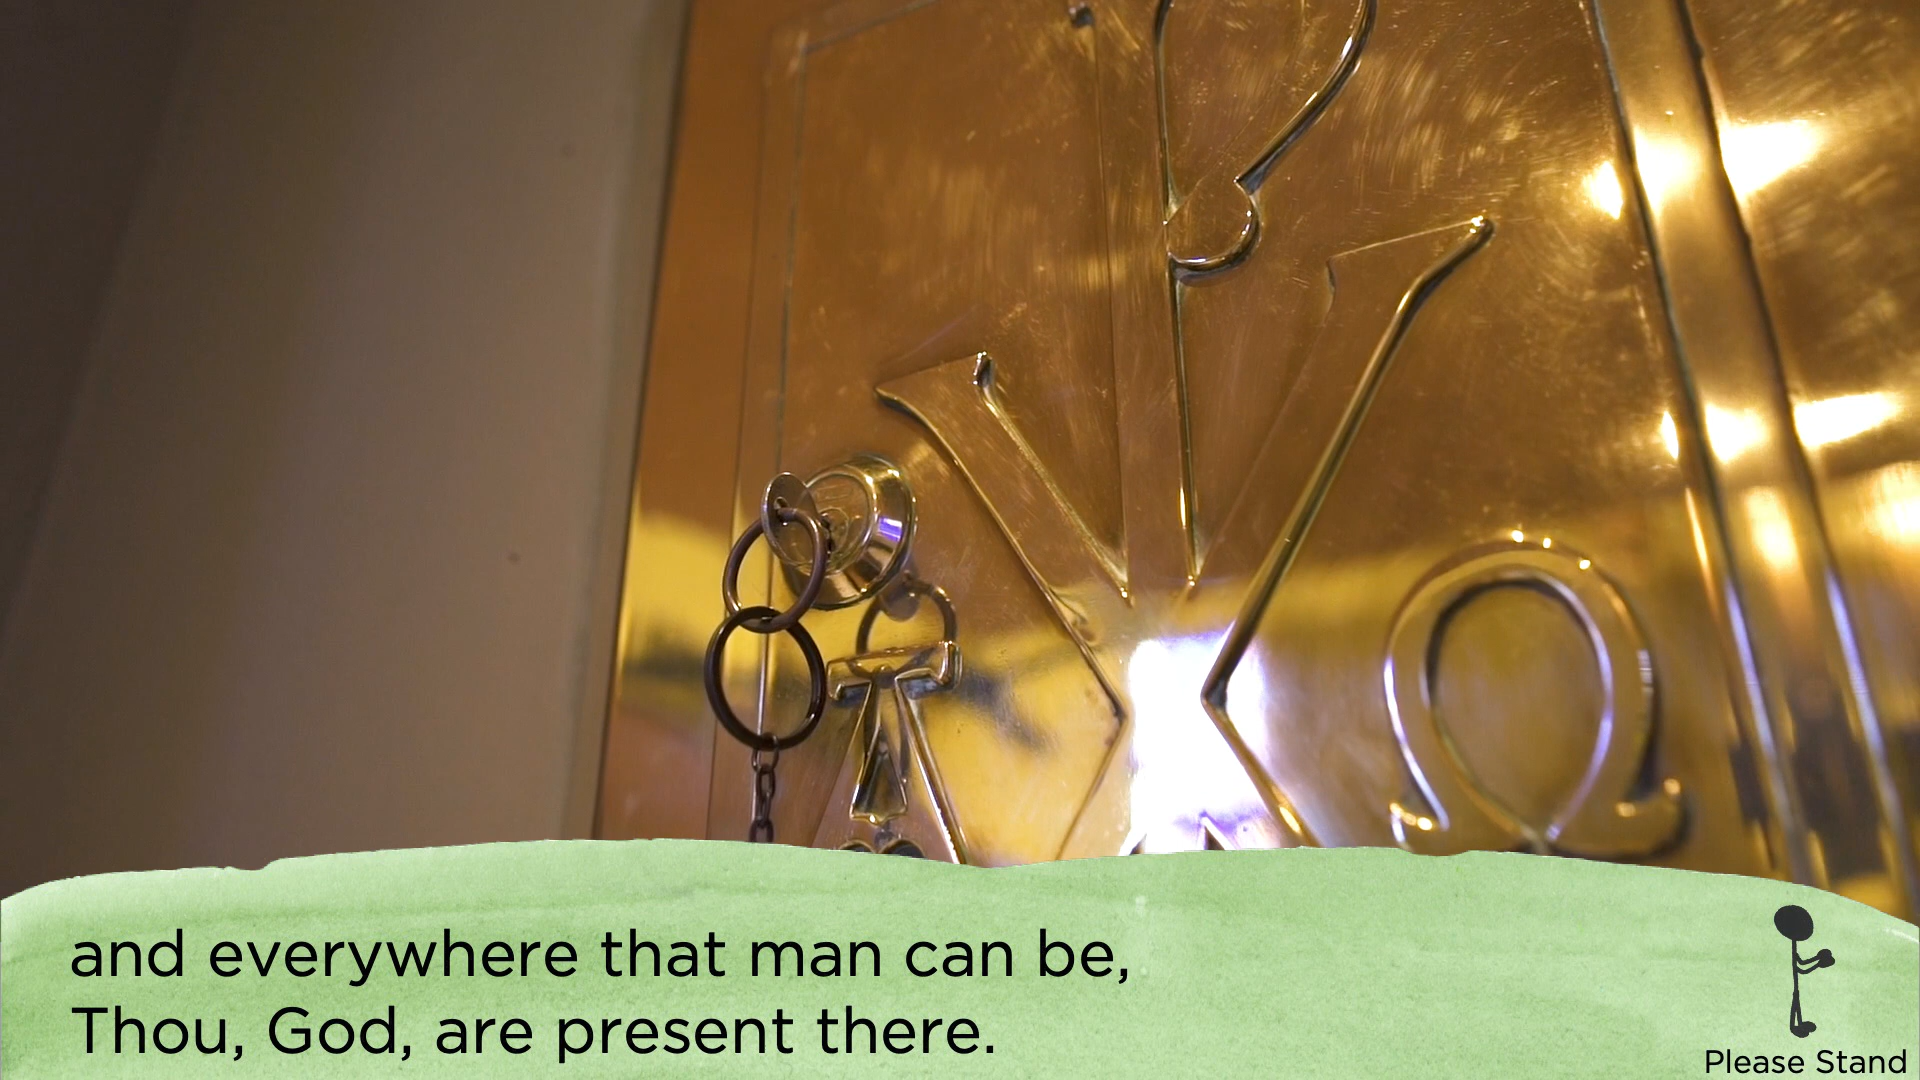 and everywhere that man can be,
Thou, God, are present there.
Please Stand